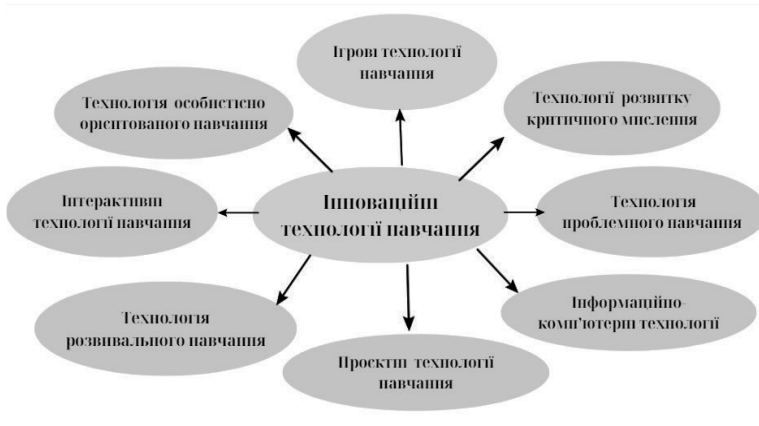 Ігрові технології
навчання
Технологія особистісно
орієнтованого навчання
Технології розвитку
критичного мислення
Інтерактивні
технології навчання
Інноваційні
технології навчання
Технологія
проблемного навчання
Технологія
розвивального навчання
Проєктні технології
навчання
Інформаційно-
комп'ютерні технології